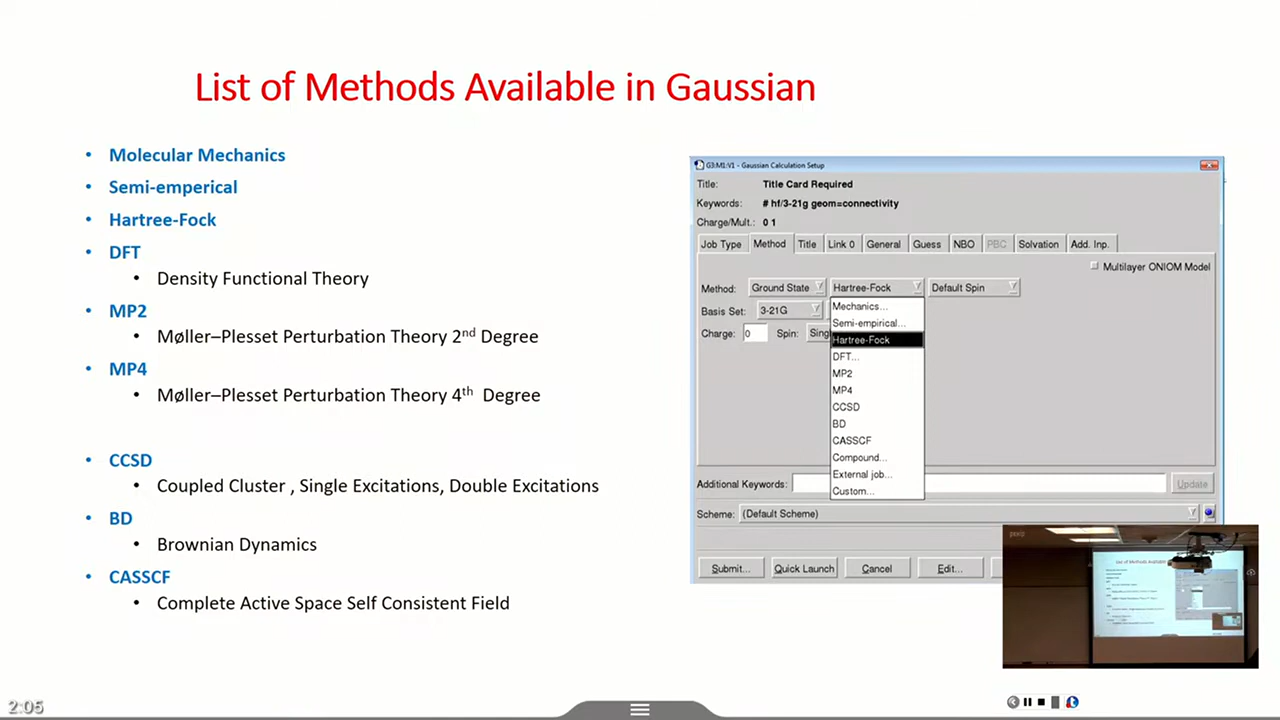 List of Methods Available in Gaussian
• Molecular Mechanics
• Semi-emperical
• Hartree-Fock
• DFT
• Density Functional Theory
• MP2
• Møller–Plesset Perturbation Theory 2nd Degree
• MP4
• Møller–Plesset Perturbation Theory 4th Degree
• CCSD
• Coupled Cluster , Single Excitations, Double Excitations
• BD
• Brownian Dynamics
• CASSCF
• Complete Active Space Self Consistent Field
G3:M1:V1 - Gaussian Calculation Setup
Title: Title Card Required
Keywords: # hf/3-21g geom=connectivity
Charge/Mult.: 0 1
Job Type Method Title Link 0 General Guess NBO PBC Solvation Add. Inp.
Multilayer ONIOM Model
Method: Ground State Hartree-Fock Default Spin
Basis Set: 3-21G
Charge: 0 Spin: Sing
Mechanics...
Semi-empirical...
Hartree-Fock
DFT...
MP2
MP4
CCSD
BD
CASSCF
Compound...
External job...
Custom...
Additional Keywords: Update
Scheme: (Default Scheme)
Submit... Quick Launch Cancel Edit...
List of Methods Available
2:05